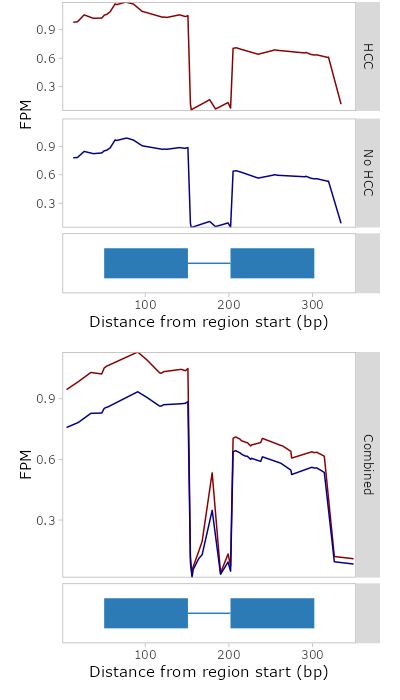 0.9
0.6
0.3
HCC
FPM
0.9
0.6
0.3
No HCC
100 200 300
Distance from region start (bp)
0.9
0.6
0.3
FPM
Combined
100 200 300
Distance from region start (bp)